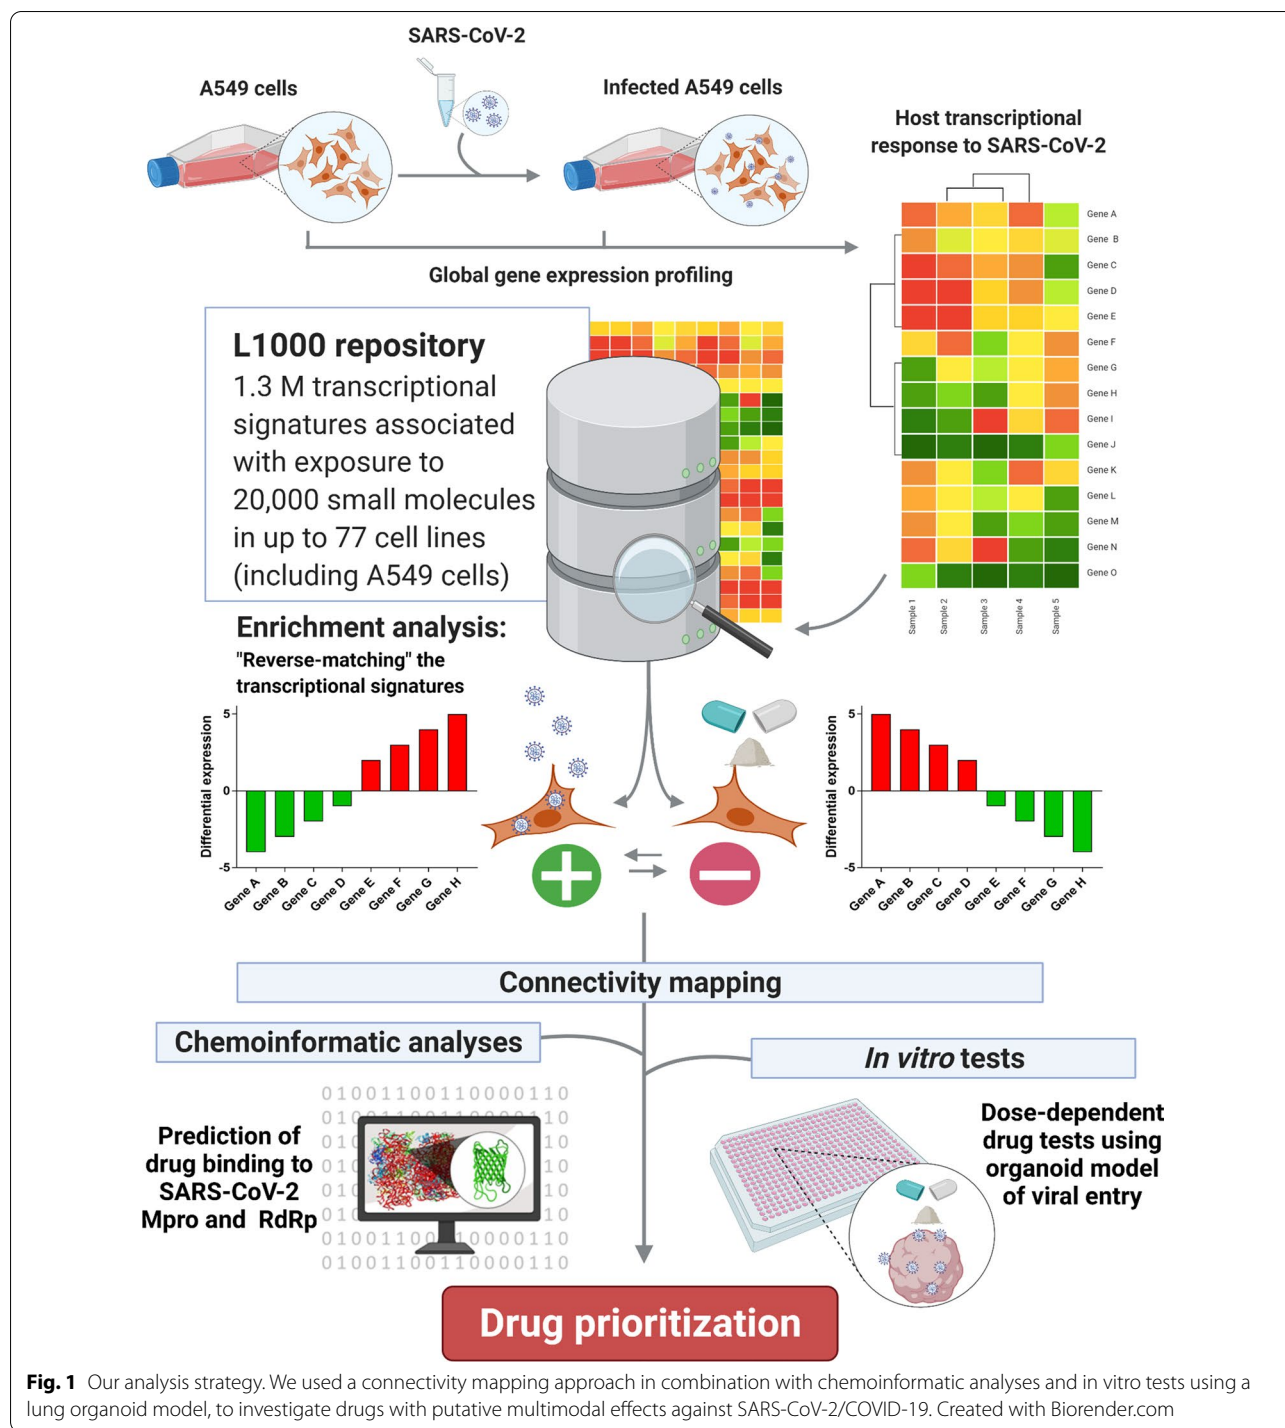 SARS-CoV-2
A549 cells
Infected A549 cells
Host transcriptional
response to SARS-CoV-2
Gene A
Gene B
Gene C
Gene D
Gene E
Gene F
Gene G
Gene H
Gene I
Gene J
Gene K
Gene L
Gene M
Gene N
Gene O
Sample 1
Sample 2
Sample 3
Sample 4
Sample 5
Global gene expression profiling
L1000 repository
1.3 M transcriptional
signatures associated
with exposure to
20,000 small molecules
in up to 77 cell lines
(including A549 cells)
Enrichment analysis:
"Reverse-matching" the
transcriptional signatures
Differential expression
5
0
-5
Gene A
Gene B
Gene C
Gene D
Gene E
Gene F
Gene G
Gene H
Differential expression
5
0
-5
Gene A
Gene B
Gene C
Gene D
Gene E
Gene F
Gene G
Gene H
Connectivity mapping
Chemoinformatic analyses
In vitro tests
Prediction of
drug binding to
SARS-CoV-2
Mpro and RdRp
010011001100001​10
Dose-dependent
drug tests using
organoid model
of viral entry
010011001100001​10
Drug prioritization
Fig. 1 Our analysis strategy. We used a connectivity mapping approach in combination with chemoinformatic analyses and in vitro tests using a
lung organoid model, to investigate drugs with putative multimodal effects against SARS-CoV-2/COVID-19. Created with Biorender.com